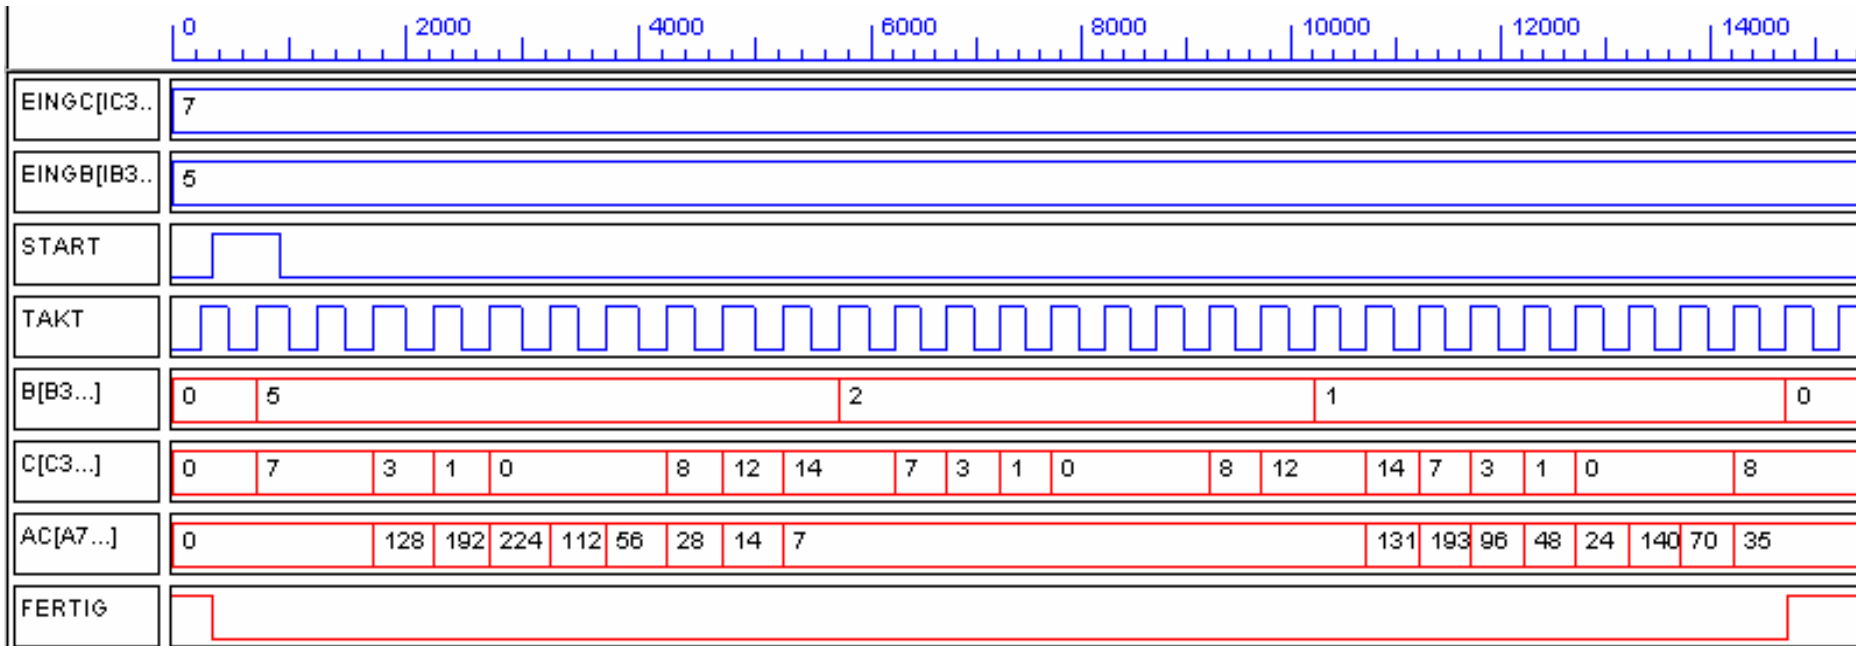 0 2000 4000 6000 8000 10000 12000 14000
EINGC[IC3.. 7
EINGB[IB3.. 5
START
TAKT
B[B3...] 0 5 2 1 0
C[C3...] 0 7 3 1 0 8 12 14 7 3 1 0 8 12 14 7 3 1 0 8
AC[A7...] 0 128 192 224 112 56 28 14 7 131 193 96 48 24 140 70 35
FERTIG